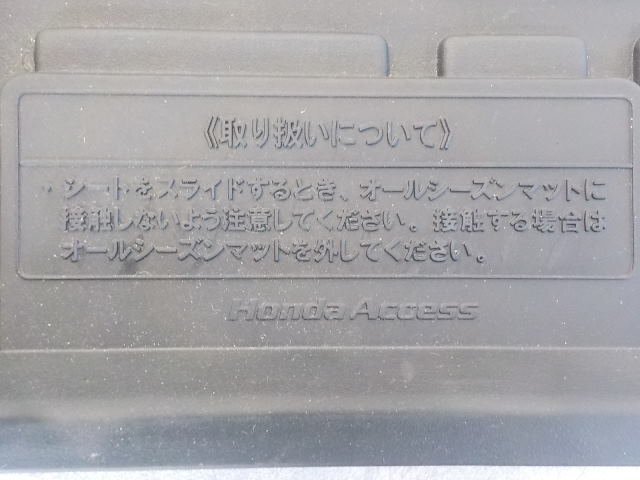 《取り扱いについて》
・シートをスライドするとき、オールシーズンマットに
接触しないよう注意してください。接触する場合は
オールシーズンマットを外してください。
Honda Access